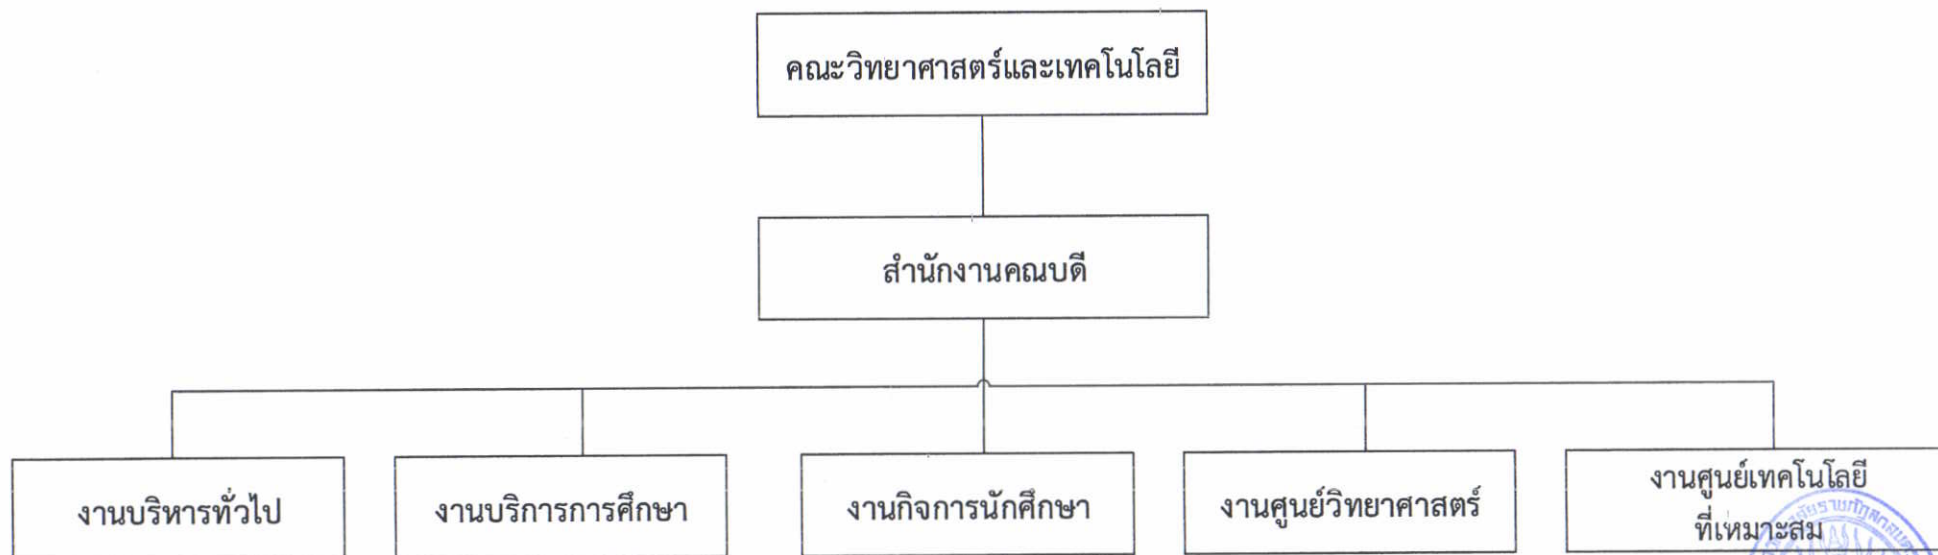 คณะวิทยาศาสตร์และเทคโนโลยี
สำนักงานคณบดี
งานบริหารทั่วไป
งานบริการการศึกษา
งานกิจการนักศึกษา
งานศูนย์วิทยาศาสตร์
งานศูนย์เทคโนโลยี
ที่เหมาะสม